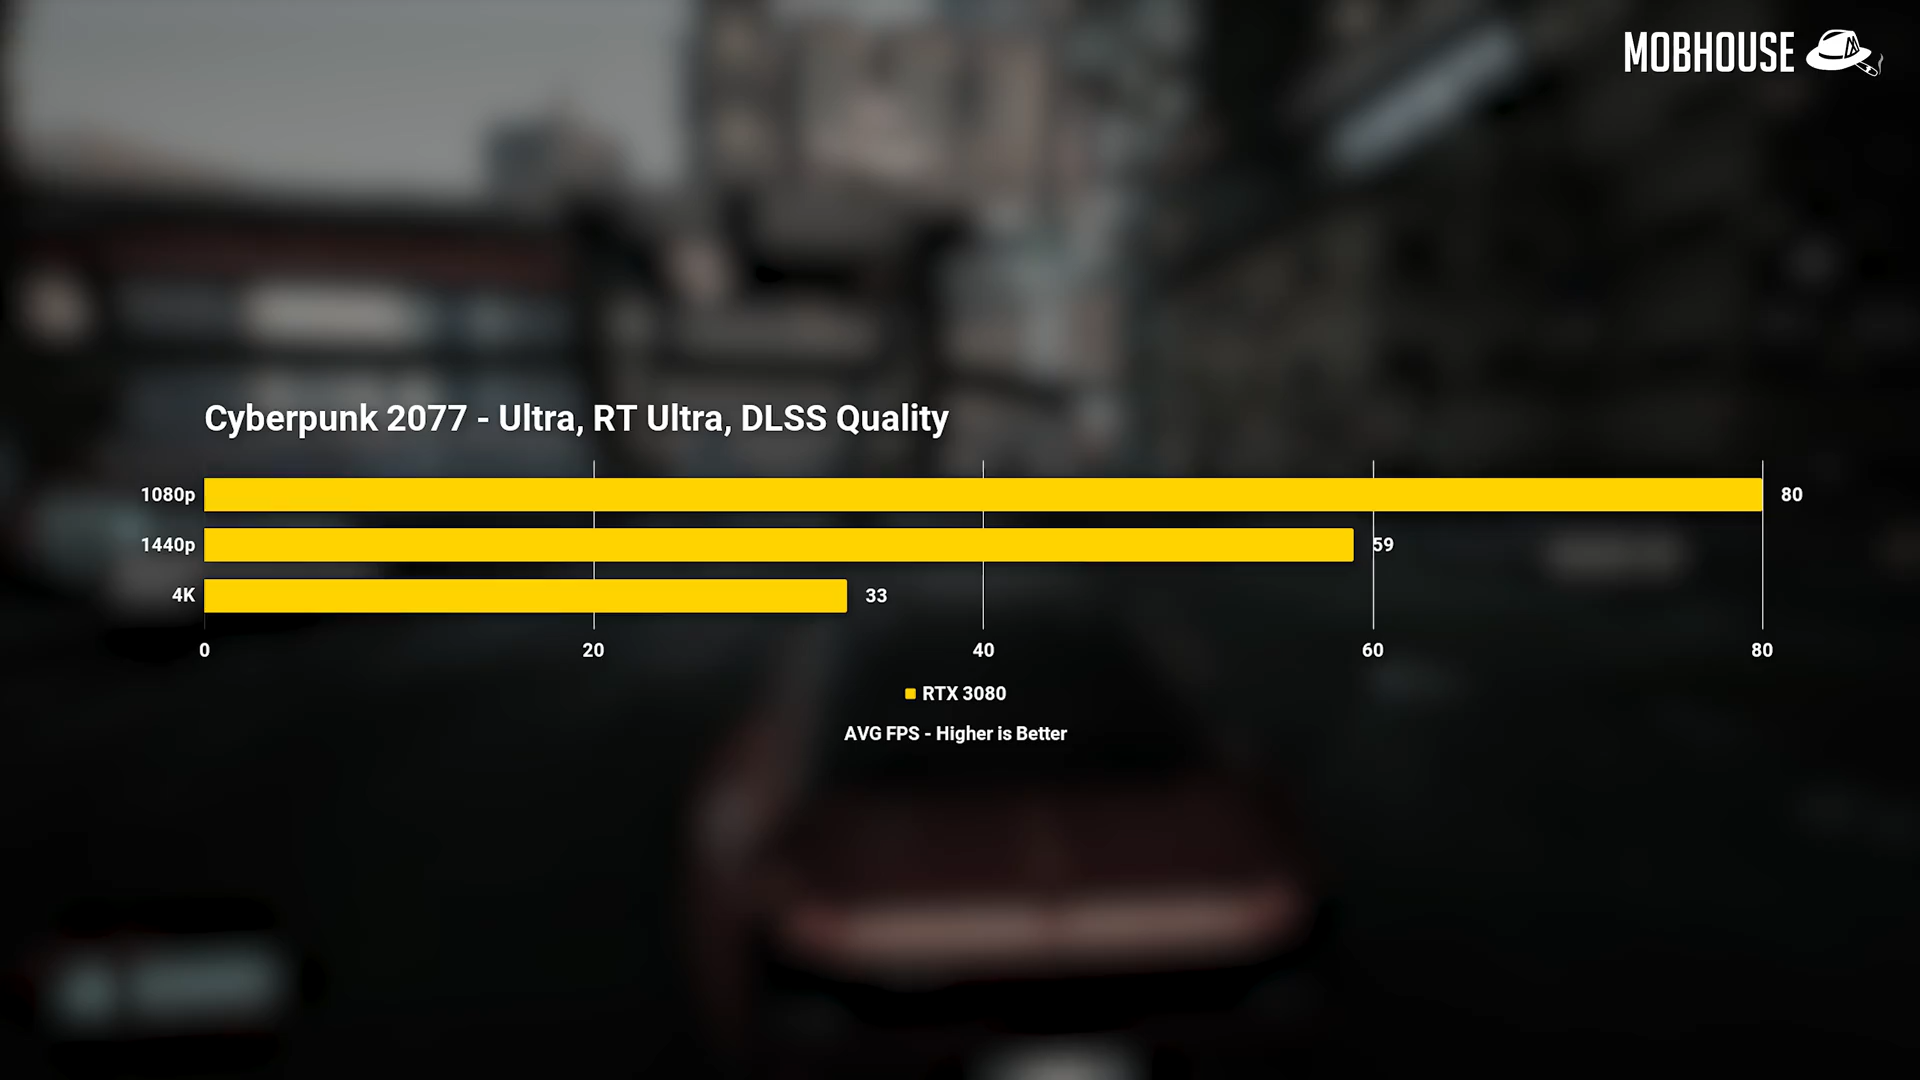 MOBHOUSE
Cyberpunk 2077 - Ultra, RT Ultra, DLSS Quality
1080p 80
1440p 59
4K 33
0 20 40 60 80
RTX 3080
AVG FPS - Higher is Better